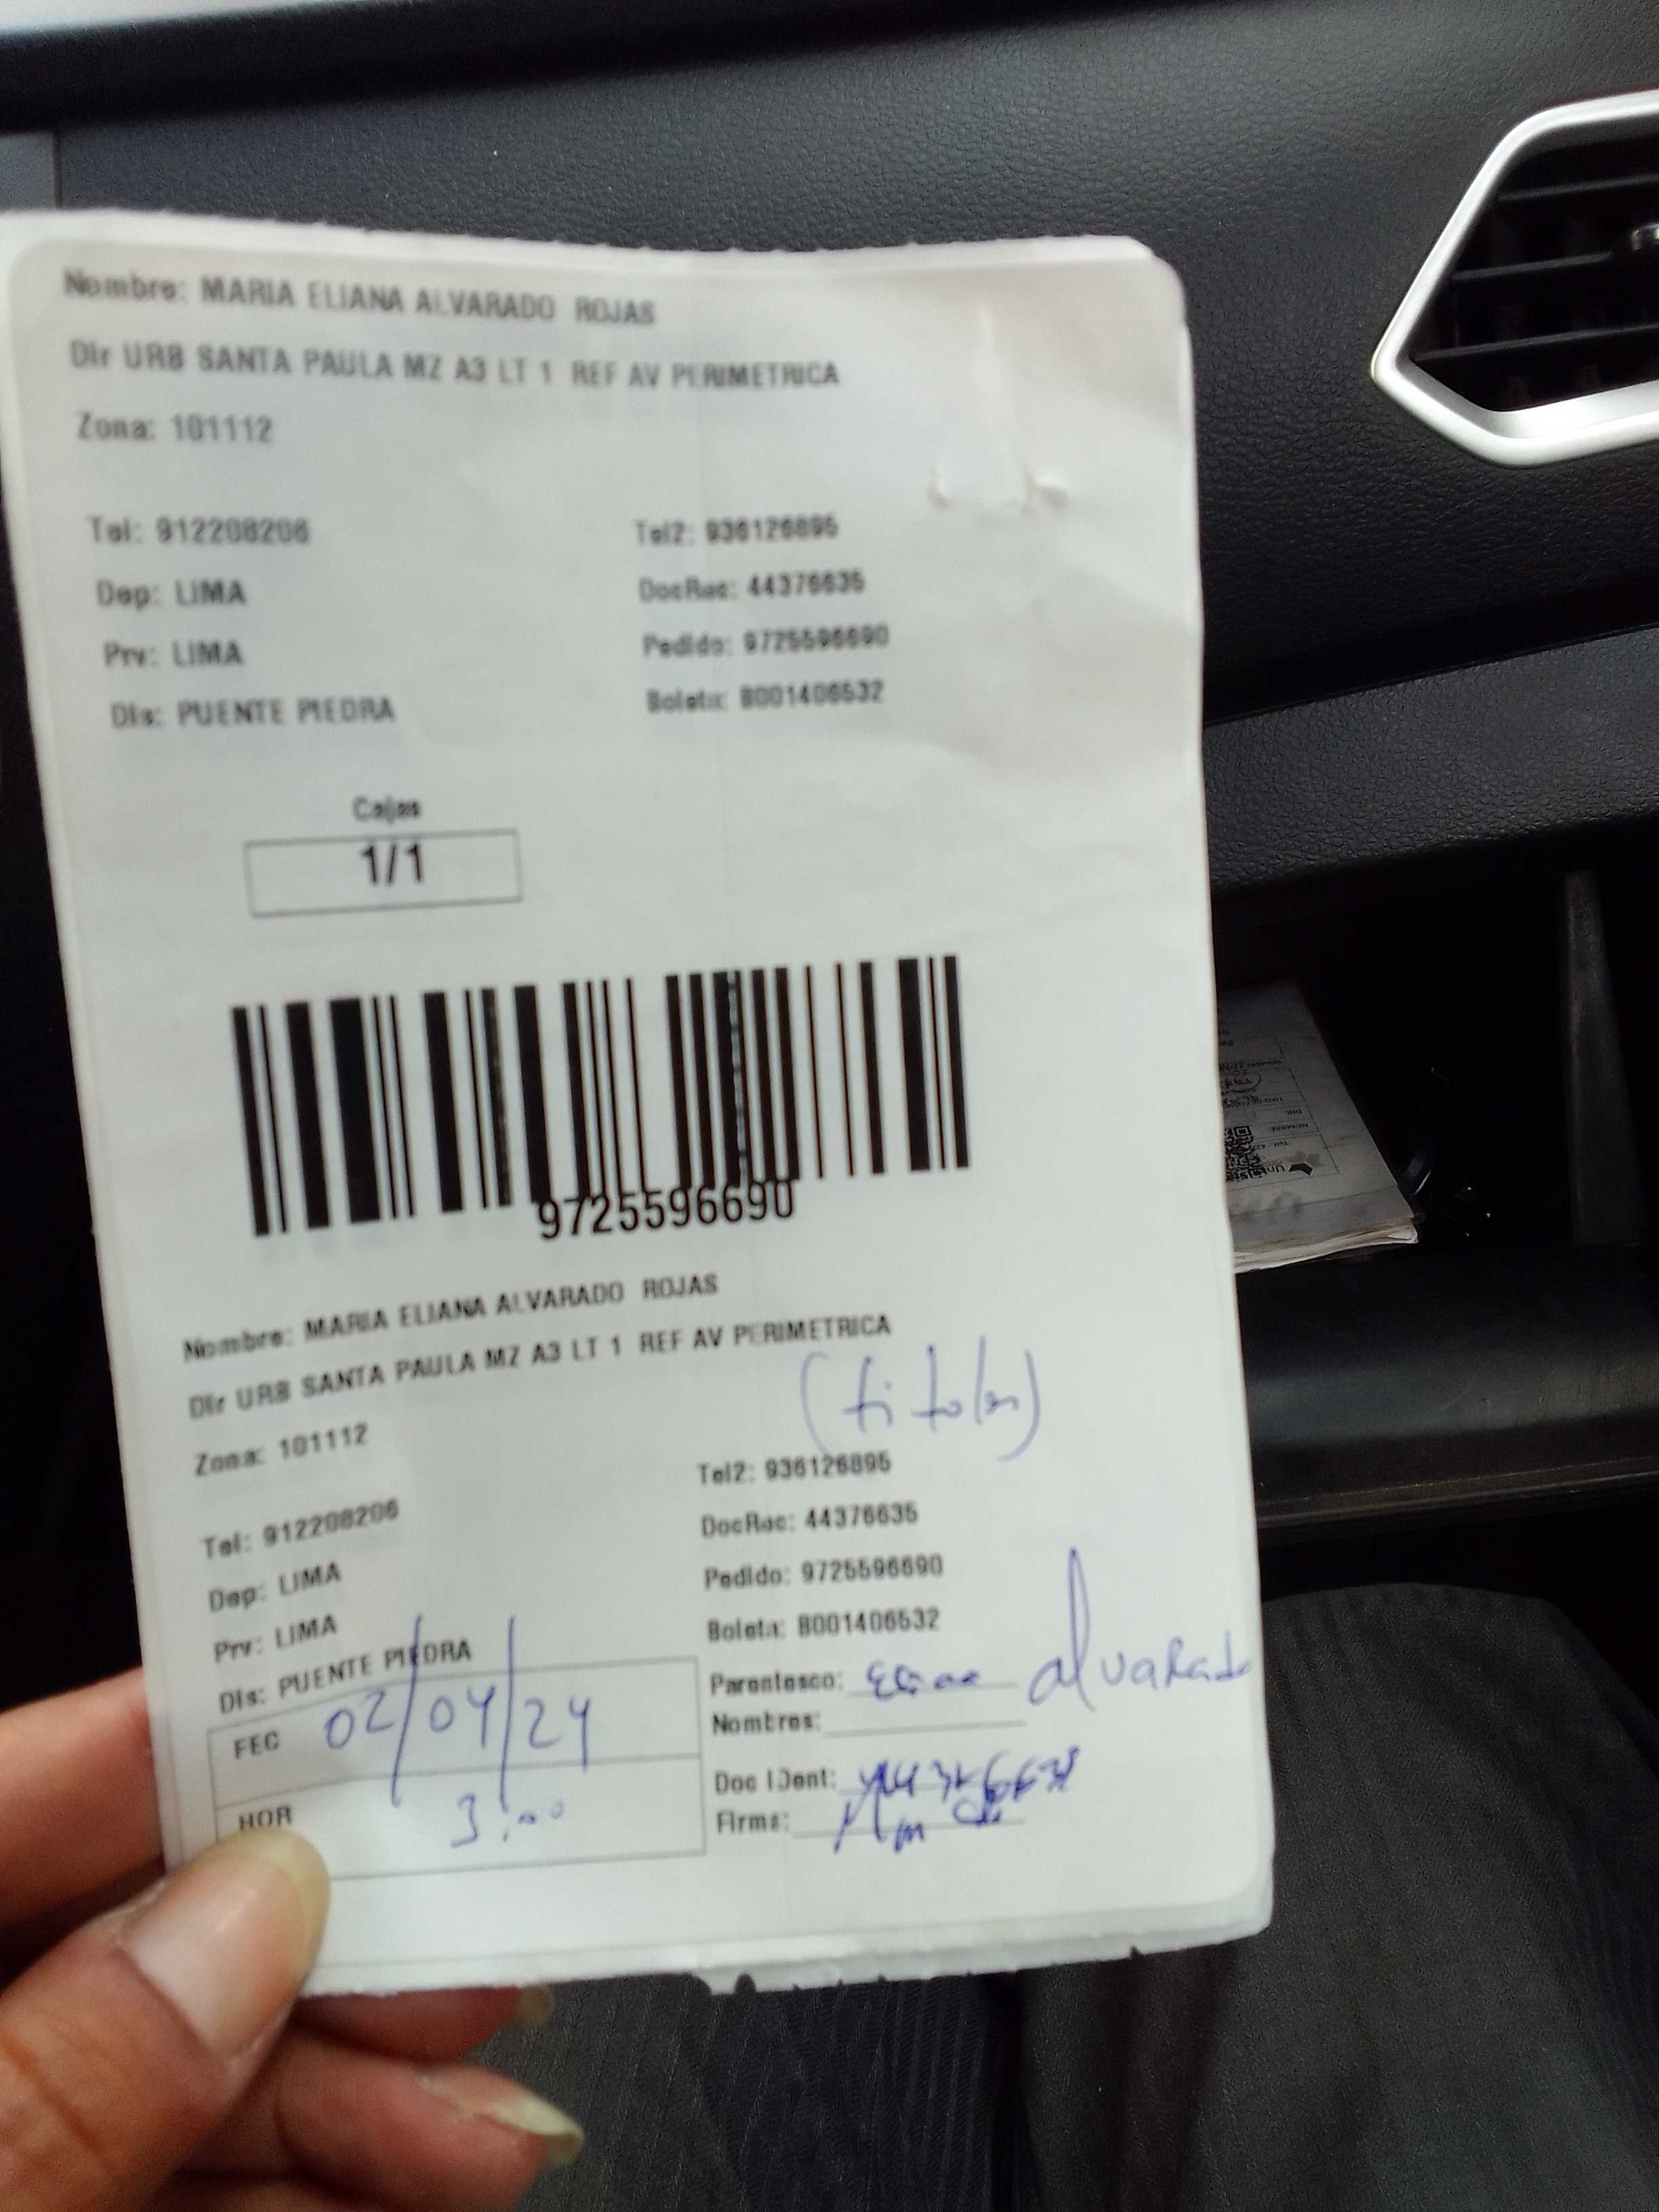 Nombre: MARIA ELIANA ALVARADO ROJAS
Dir URB SANTA PAULA MZ A3 LT 1 REF AV PERIMETRICA
Zona: 101112
Tel: 912208206 Tel2: 936126895
Dep: LIMA DocRec: 44376635
Prv: LIMA Pedido: 9725596690
Dis: PUENTE PIEDRA Boleta: B001406532
Cajas
1/1
9725596690
Nombre: MARIA ELIANA ALVARADO ROJAS
Dir URB SANTA PAULA MZ A3 LT 1 REF AV PERIMETRICA
(titular)
Zona: 101112
Tel: 912208206 Tel2: 936126895
Dep: LIMA DocRec: 44376635
Prv: LIMA Pedido: 9725596690
Dis: PUENTE PIEDRA Boleta: B001406532
FEC 02/04/24
HOR 3:00
Parentesco: Eliana Alvarado
Nombres:
Doc IDent:
Firma: